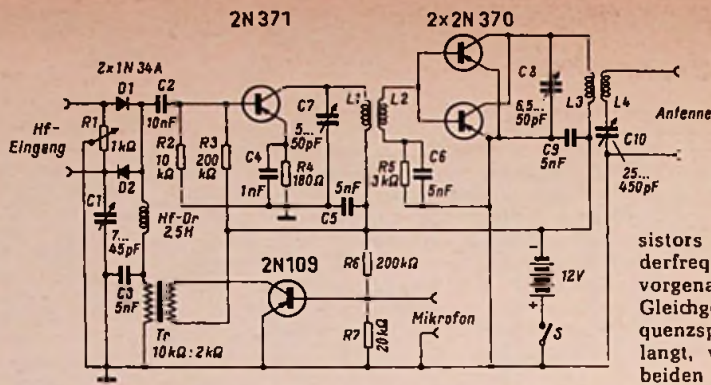 2N371
2×2N370
2x1N34A
D1
C2
10nF
Hf-
Eingang
R1
1kΩ
D2
C1
7...
45pF
C3
5nF
Hf-Dr
2,5H
R2
10
kΩ
R3
200
kΩ
C4
1nF
R4
180Ω
C7
5...
50pF
C5
5nF
L1
L2
R5
3kΩ
C6
5nF
C8
6,5...
50pF
C9
5nF
L3
L4
Antenne
C10
25...
450pF
2N109
Tr
10kΩ:2kΩ
R6
200kΩ
R7
20kΩ
Mikrofon
-
12V
+
S
sistors
derfreq
vorgena
Gleichge
quenzsp
langt, v
beiden